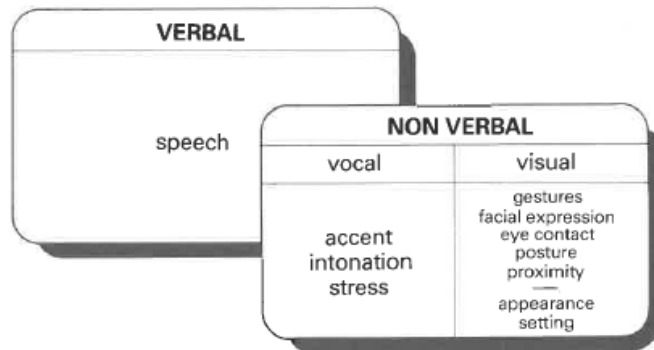 VERBAL
speech
NON VERBAL
vocal
visual
accent
intonation
stress
gestures
facial expression
eye contact
posture
proximity
appearance
setting